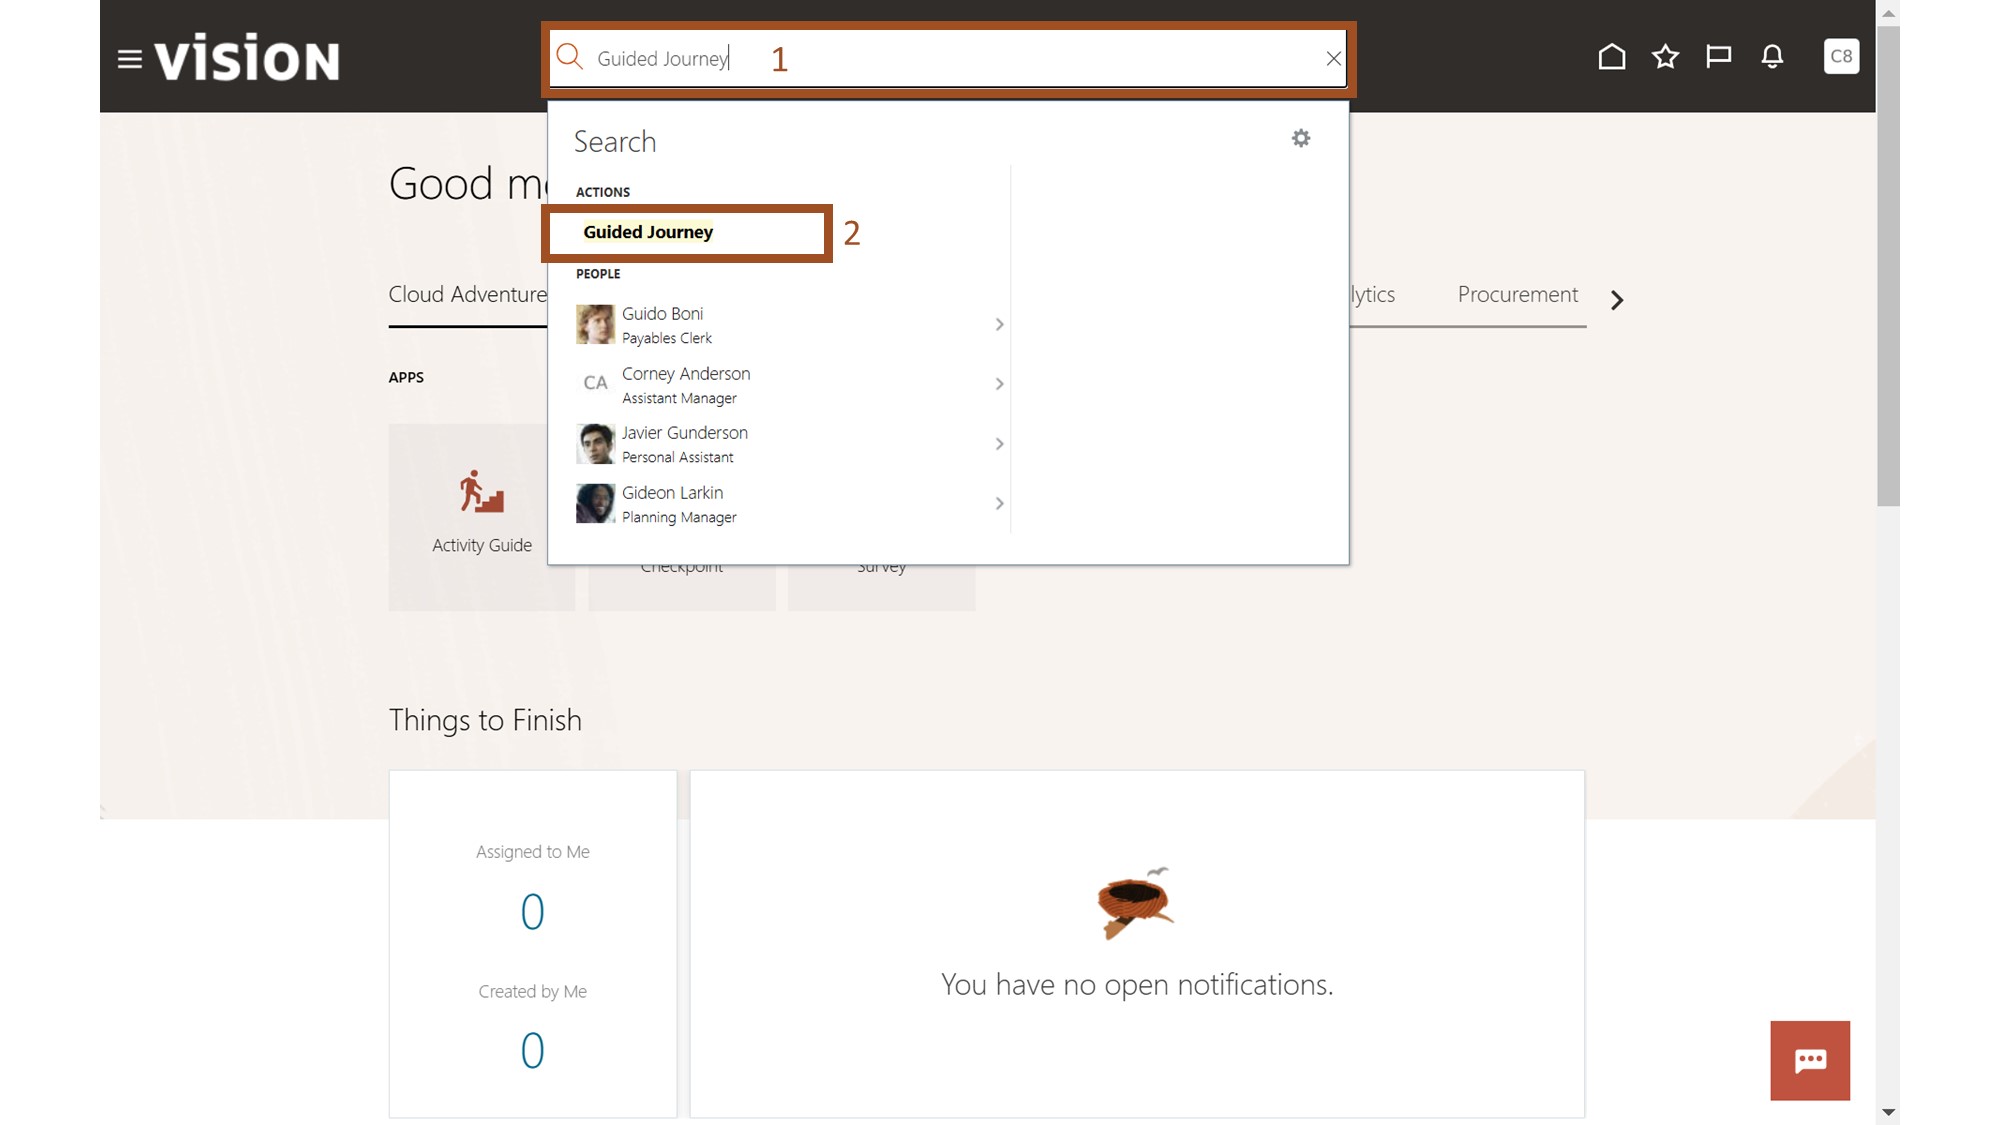 vision
Guided Journey 1
C8
Search
Good m
ACTIONS
Guided Journey 2
PEOPLE
Cloud Adventure
lytics
Procurement
Guido Boni
Payables Clerk
APPS
CA
Corney Anderson
Assistant Manager
Javier Gunderson
Personal Assistant
Gideon Larkin
Planning Manager
Activity Guide
Checkpoint
Survey
Things to Finish
Assigned to Me
0
Created by Me
0
You have no open notifications.